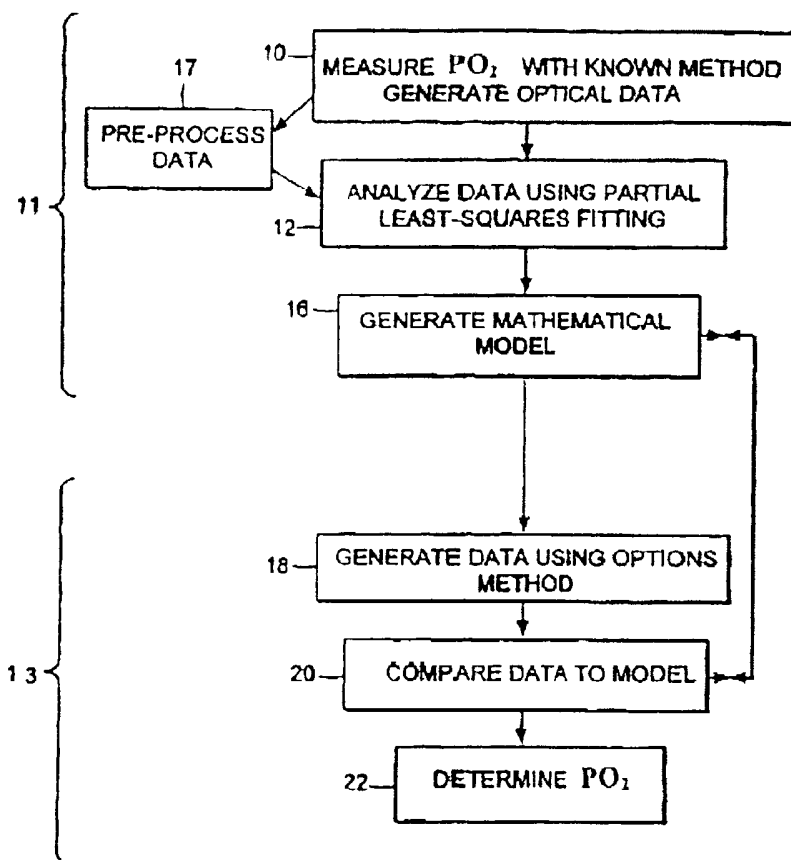 10
MEASURE PO₂ WITH KNOWN METHOD
GENERATE OPTICAL DATA
17
PRE-PROCESS
DATA
11
12
ANALYZE DATA USING PARTIAL
LEAST-SQUARES FITTING
16
GENERATE MATHEMATICAL
MODEL
13
18
GENERATE DATA USING OPTIONS
METHOD
20
COMPARE DATA TO MODEL
22
DETERMINE PO₂